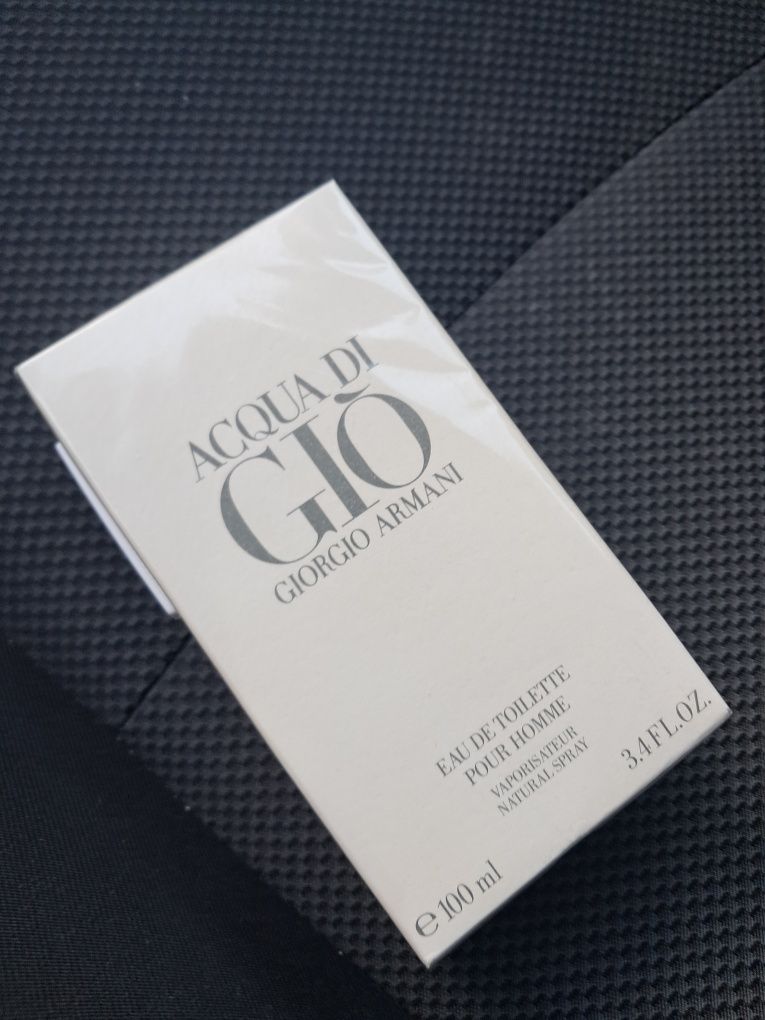 ACQUA DI
GIÒ
GIORGIO ARMANI
EAU DE TOILETTE
POUR HOMME
VAPORISATEUR
NATURAL SPRAY
e 100 ml
3.4 FL.OZ.